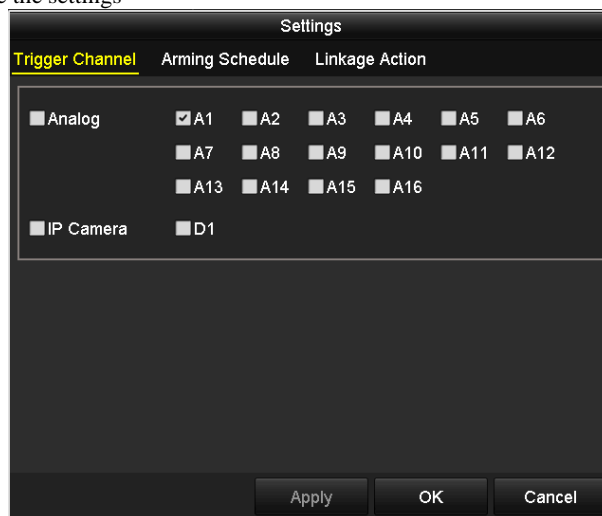 the settings
Settings
Trigger Channel Arming Schedule Linkage Action
Analog A1 A2 A3 A4 A5 A6
A7 A8 A9 A10 A11 A12
A13 A14 A15 A16
IP Camera D1
Apply OK Cancel